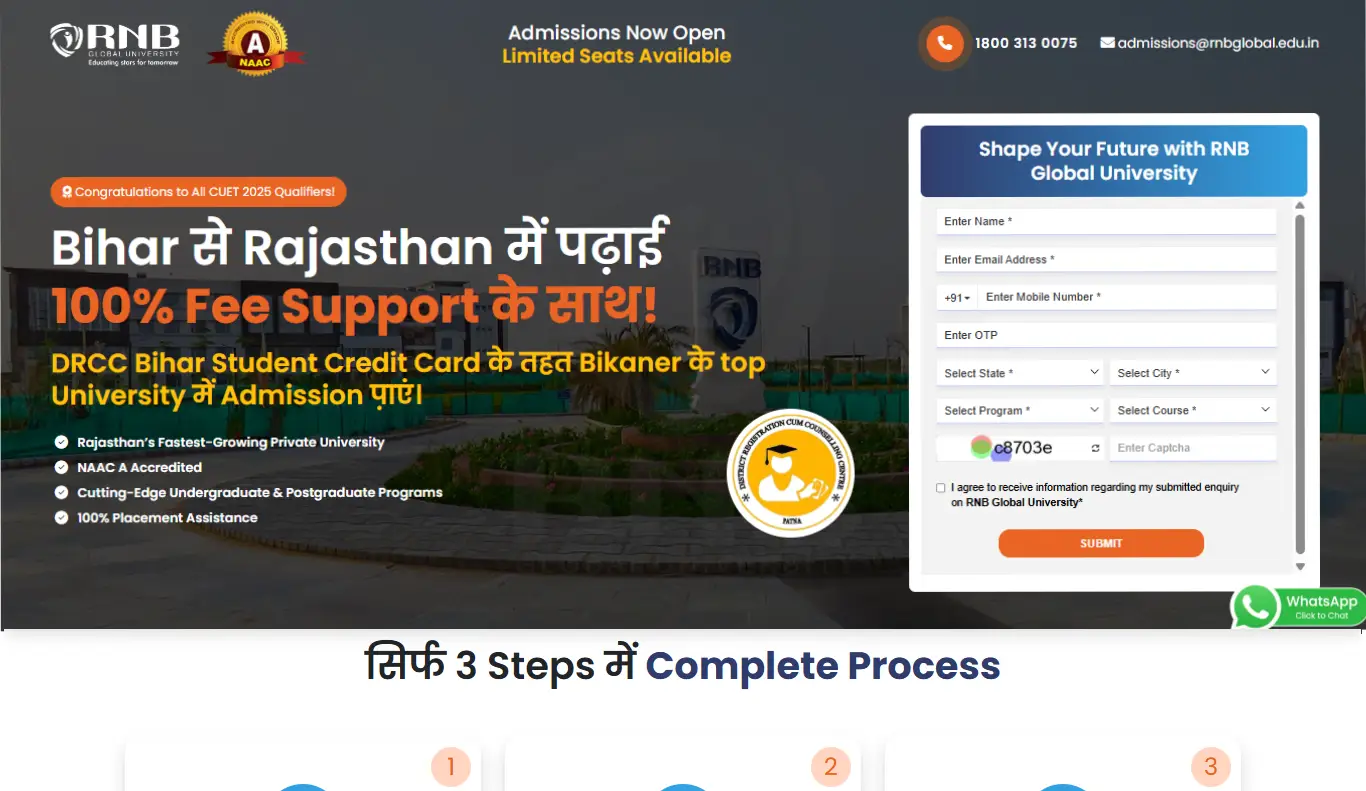 RNB
GLOBAL UNIVERSITY
Educating stars for tomorrow
A
NAAC
Admissions Now Open
Limited Seats Available
1800 313 0075
admissions@rnbglobal.edu.in
Congratulations to All CUET 2025 Qualifiers!
Bihar से Rajasthan में पढ़ाई
100% Fee Support के साथ!
DRCC Bihar Student Credit Card के तहत Bikaner के top
University में Admission पाएं।
Rajasthan's Fastest-Growing Private University
NAAC A Accredited
Cutting-Edge Undergraduate & Postgraduate Programs
100% Placement Assistance
RNB
DISTRICT REGISTRATION CUM COUNSELLING CENTRE
PATNA
Shape Your Future with RNB
Global University
Enter Name *
Enter Email Address *
+91 Enter Mobile Number *
Enter OTP
Select State * Select City *
Select Program * Select Course *
c8703e Enter Captcha
I agree to receive information regarding my submitted enquiry
on RNB Global University*
SUBMIT
WhatsApp
Click to Chat
सिर्फ 3 Steps में Complete Process
1 2 3